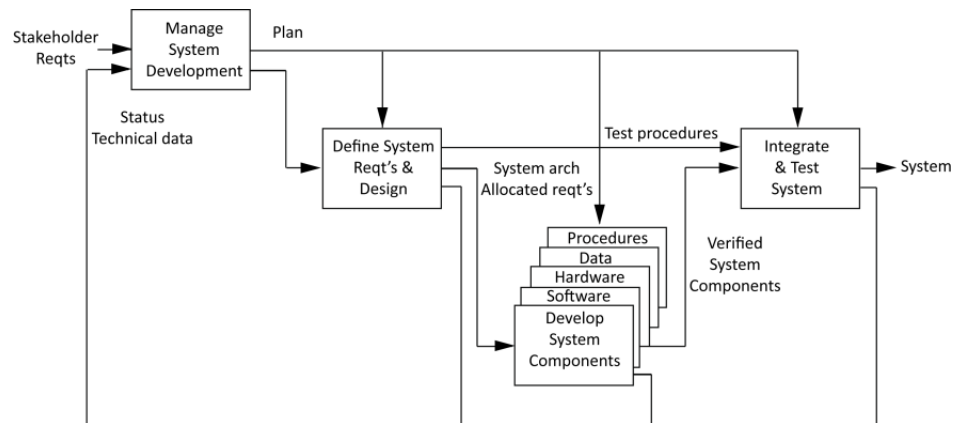 Stakeholder
Reqts
Manage
System
Development
Plan
Status
Technical data
Define System
Reqt's &
Design
Test procedures
System arch
Allocated reqt's
Integrate
& Test
System
System
Procedures
Data
Hardware
Software
Develop
System
Components
Verified
System
Components